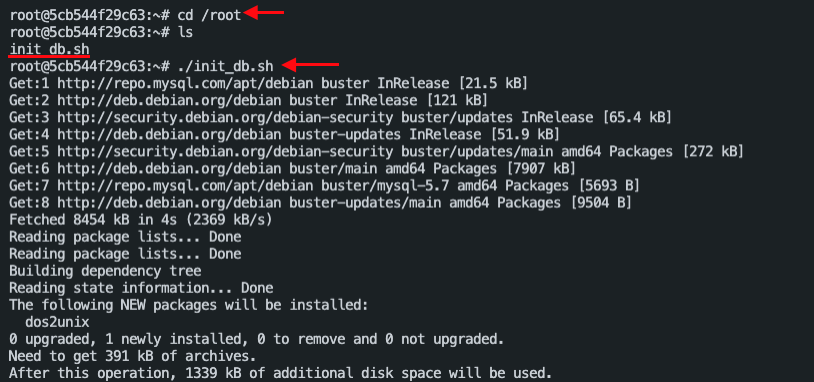 root@5cb544f29c63:~# cd /root
root@5cb544f29c63:~# ls
init_db.sh
root@5cb544f29c63:~# ./init_db.sh
Get:1 http://repo.mysql.com/apt/debian buster InRelease [21.5 kB]
Get:2 http://deb.debian.org/debian buster InRelease [121 kB]
Get:3 http://security.debian.org/debian-security buster/updates InRelease [65.4 kB]
Get:4 http://deb.debian.org/debian buster-updates InRelease [51.9 kB]
Get:5 http://security.debian.org/debian-security buster/updates/main amd64 Packages [272 kB]
Get:6 http://deb.debian.org/debian buster/main amd64 Packages [7907 kB]
Get:7 http://repo.mysql.com/apt/debian buster/mysql-5.7 amd64 Packages [5693 B]
Get:8 http://deb.debian.org/debian buster-updates/main amd64 Packages [9504 B]
Fetched 8454 kB in 4s (2369 kB/s)
Reading package lists... Done
Reading package lists... Done
Building dependency tree
Reading state information... Done
The following NEW packages will be installed:
  dos2unix
0 upgraded, 1 newly installed, 0 to remove and 0 not upgraded.
Need to get 391 kB of archives.
After this operation, 1339 kB of additional disk space will be used.